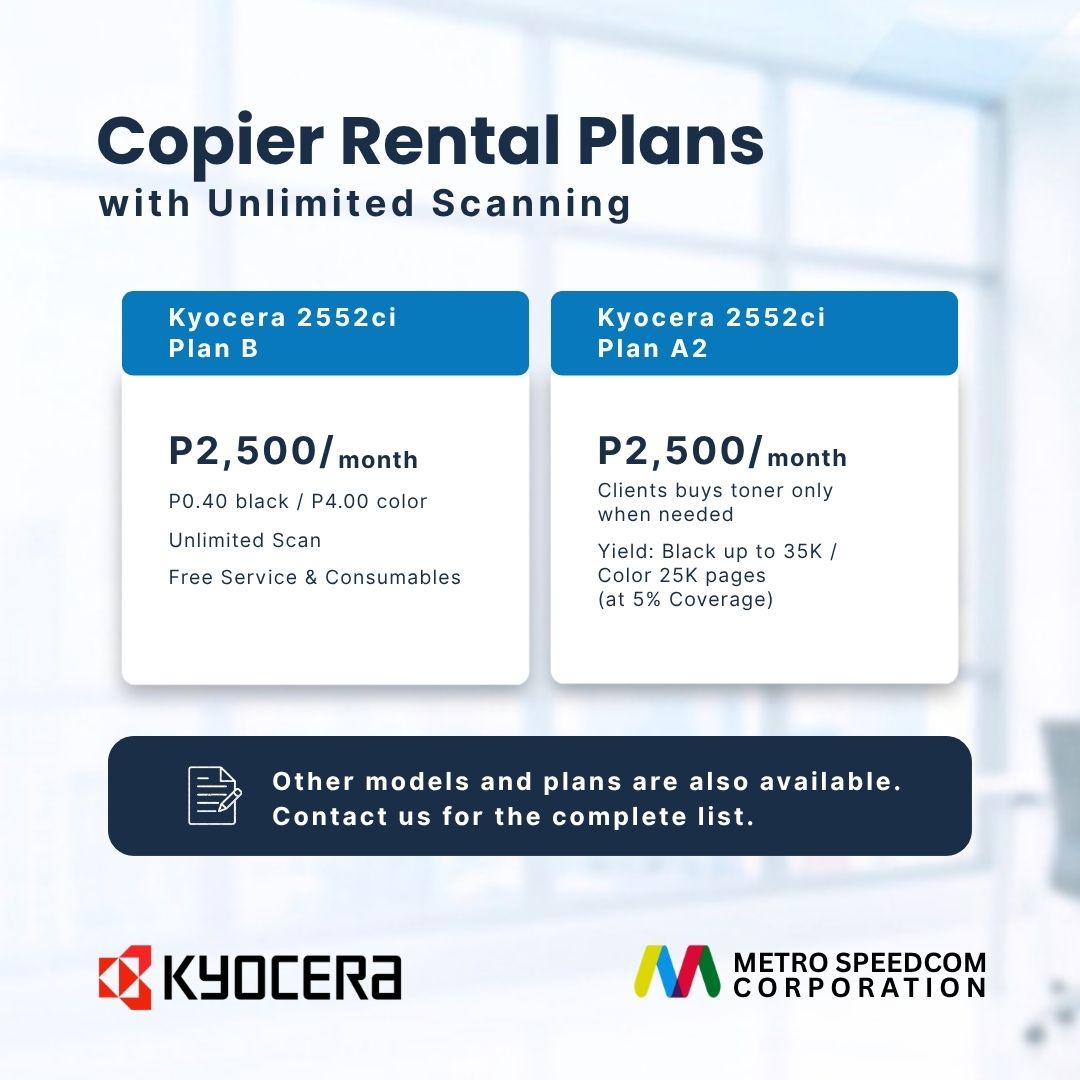 Copier Rental Plans
with Unlimited Scanning
Kyocera 2552ci
Plan B
P2,500/month
P0.40 black / P4.00 color
Unlimited Scan
Free Service & Consumables
Kyocera 2552ci
Plan A2
P2,500/month
Clients buys toner only
when needed
Yield: Black up to 35K /
Color 25K pages
(at 5% Coverage)
Other models and plans are also available.
Contact us for the complete list.
KYOCERA
METRO SPEEDCOM
CORPORATION